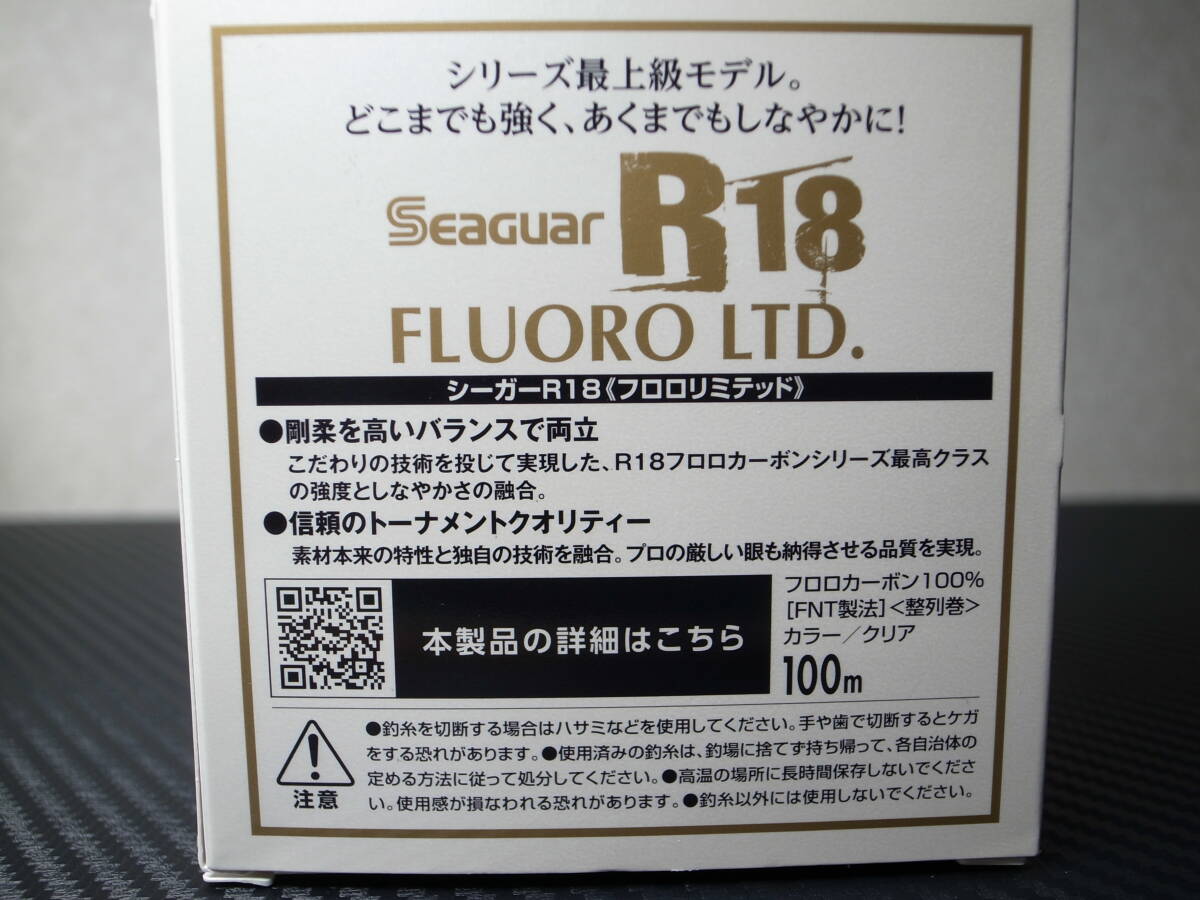 シリーズ最上級モデル。
どこまでも強く、あくまでもしなやかに!
Seaguar R18
FLUORO LTD.
シーガーR18《フロロリミテッド》
●剛柔を高いバランスで両立
こだわりの技術を投じて実現した、R18フロロカーボンシリーズ最高クラス
の強度としなやかさの融合。
●信頼のトーナメントクオリティー
素材本来の特性と独自の技術を融合。プロの厳しい眼も納得させる品質を実現。
本製品の詳細はこちら
フロロカーボン100%
[FNT製法]<整列巻>
カラー/クリア
100m
注意
●釣糸を切断する場合はハサミなどを使用してください。手や歯で切断するとケガ
をする恐れがあります。●使用済みの釣糸は、釣場に捨てず持ち帰って、各自治体の
定める方法に従って処分してください。●高温の場所に長時間保存しないでくださ
い。使用感が損なわれる恐れがあります。●釣糸以外には使用しないでください。